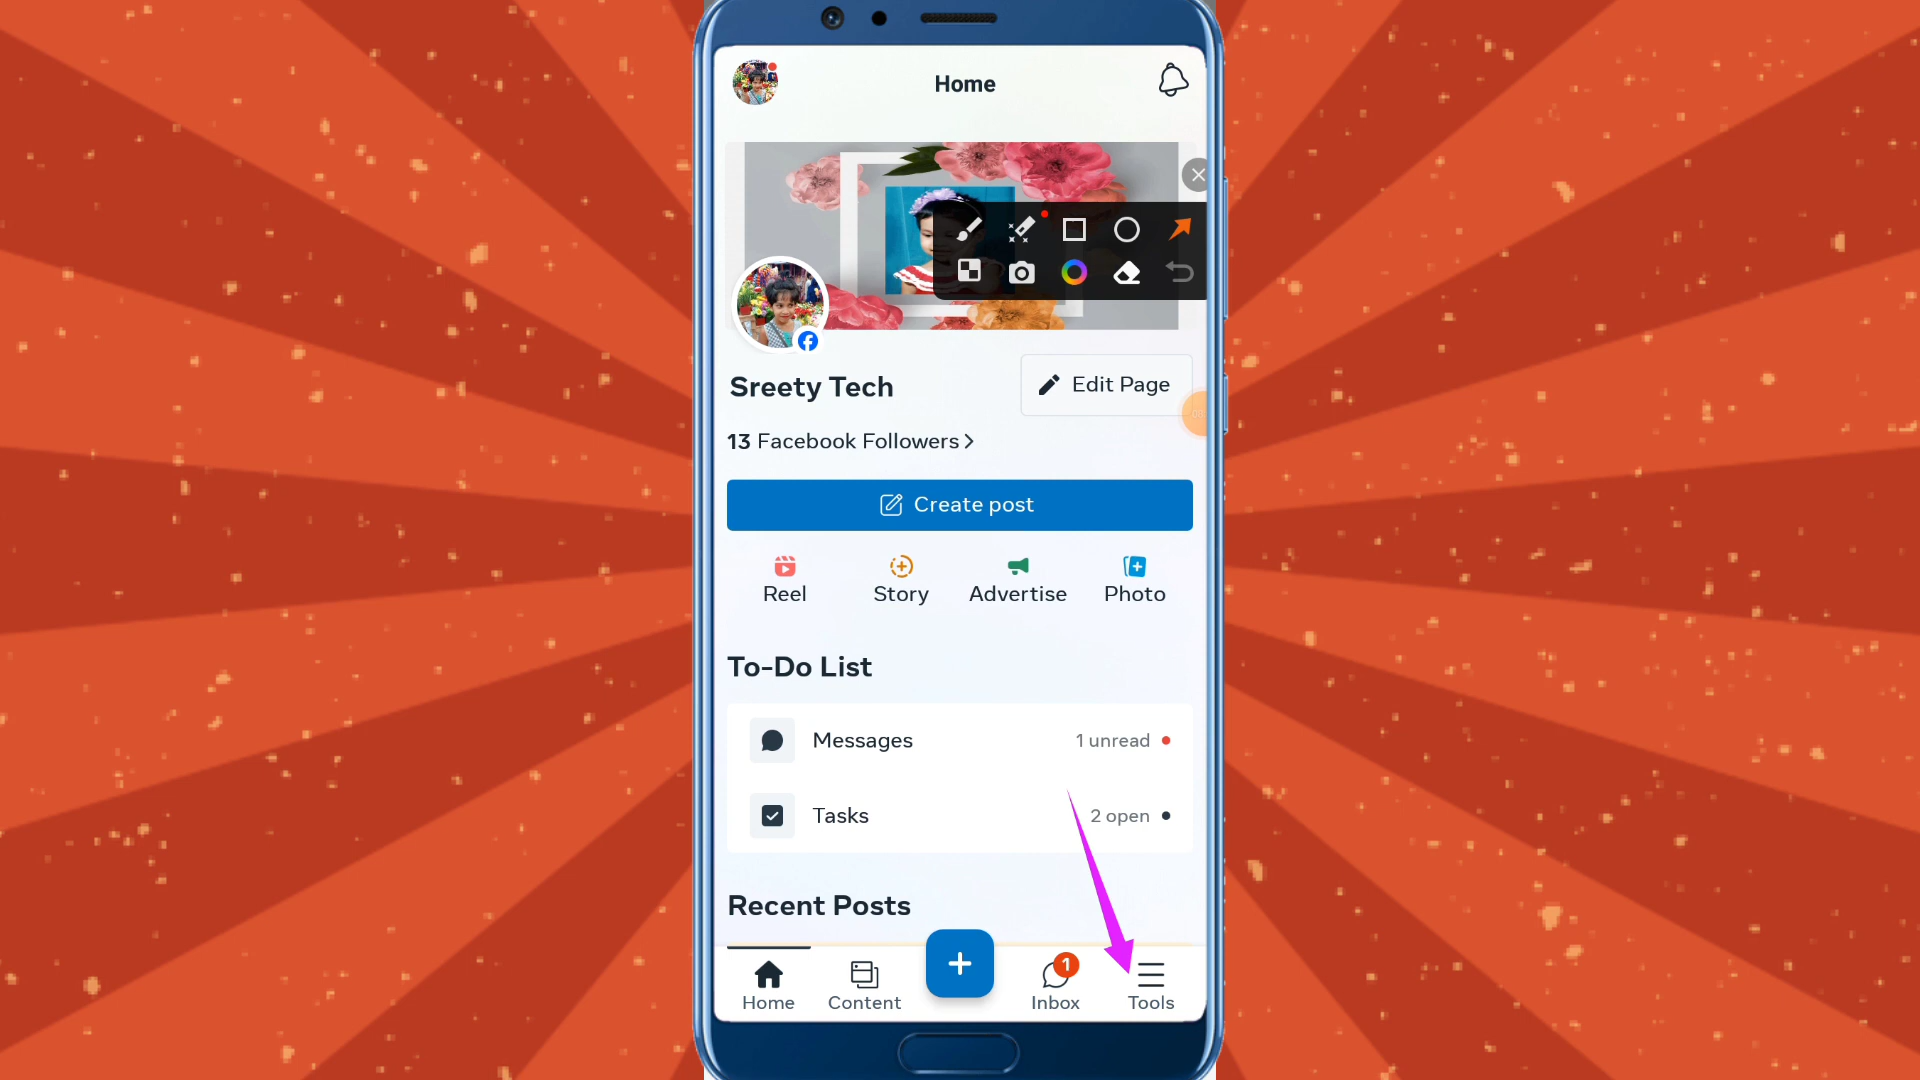 Home
Sreety Tech
Edit Page
13 Facebook Followers
Create post
Reel
Story
Advertise
Photo
To-Do List
Messages
1 unread
Tasks
2 open
Recent Posts
1
Home
Content
Inbox
Tools